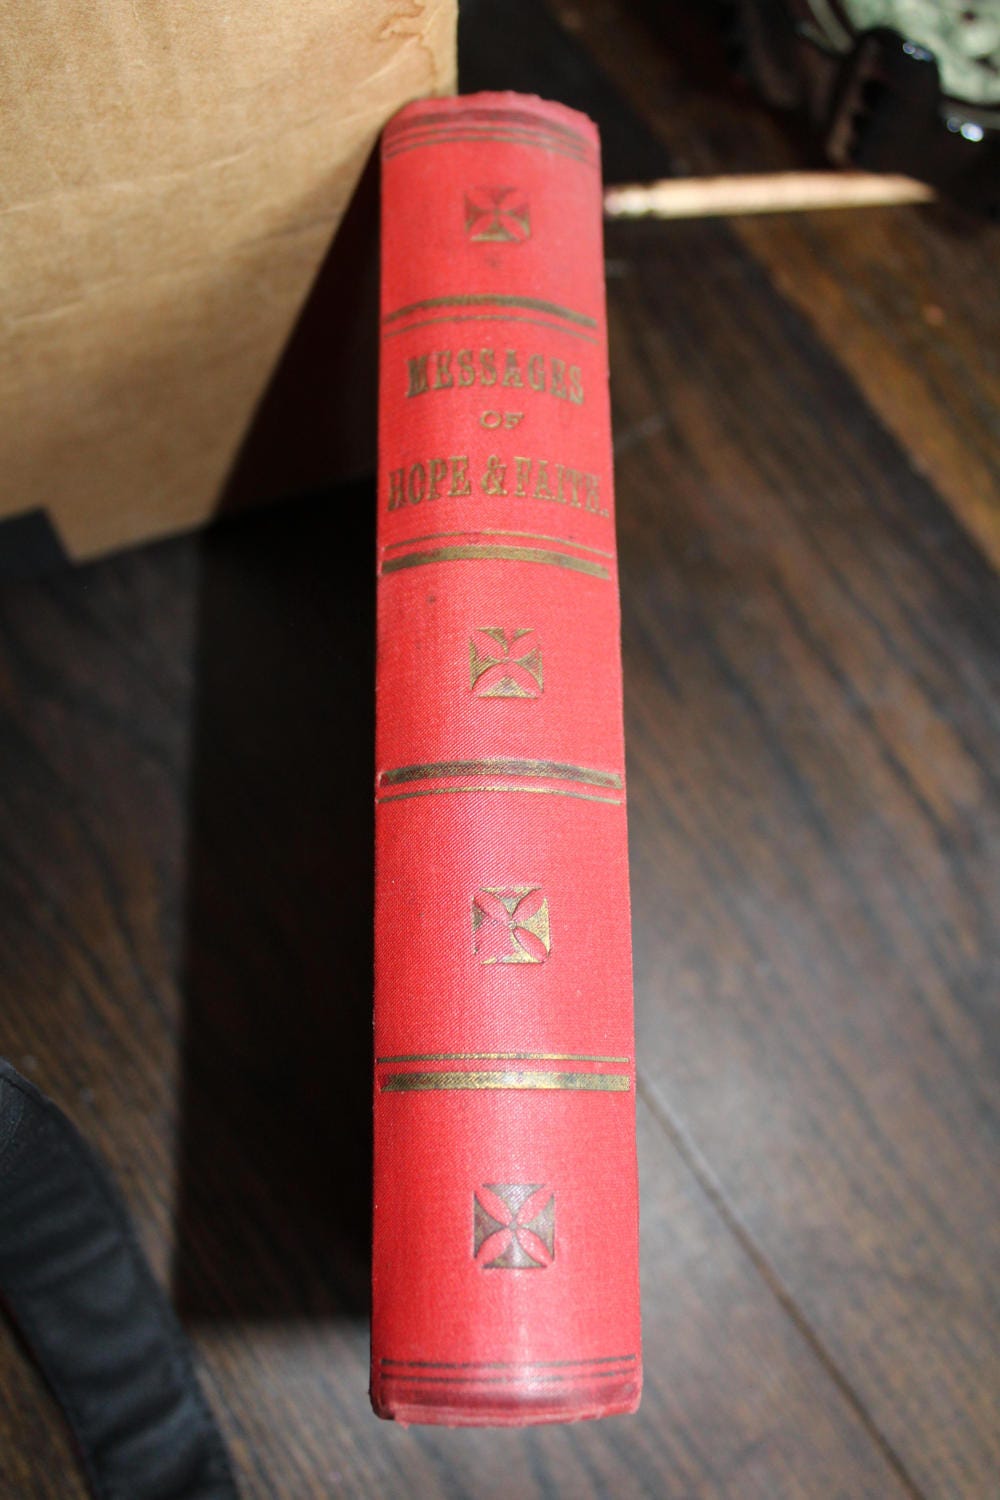 MESSAGES
OF
HOPE & FAITH.